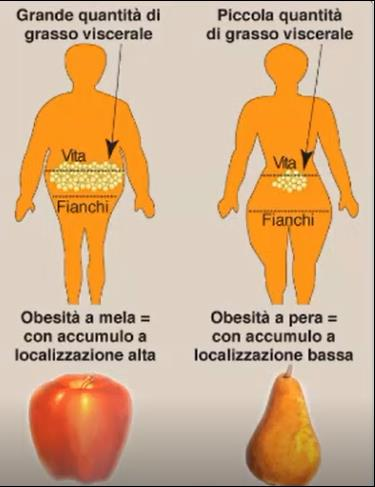 Grande quantità di
grasso viscerale
Piccola quantità
di grasso viscerale
Vita
Fianchi
Vita
Fianchi
Obesità a mela =
con accumulo a
localizzazione alta
Obesità a pera =
con accumulo a
localizzazione bassa